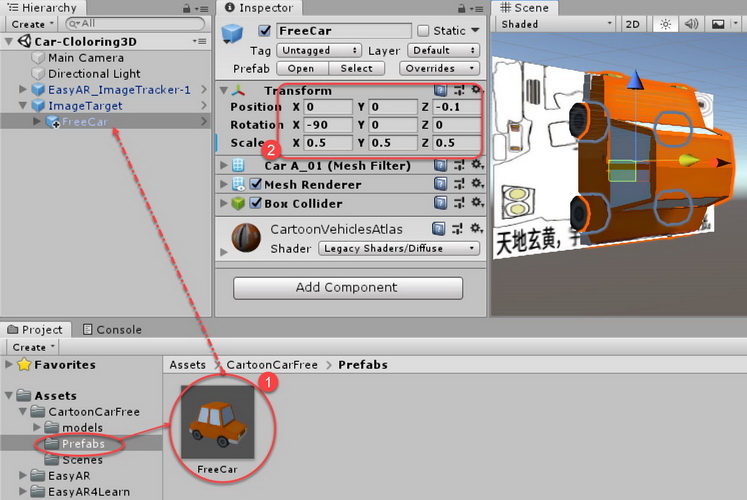 Hierarchy
Create
All
Car-Cloloring3D
Main Camera
Directional Light
EasyAR_ImageTracker-1
ImageTarget
FreeCar
Inspector
FreeCar
Static
Tag Untagged Layer Default
Prefab Open Select Overrides
Transform
Position X 0 Y 0 Z -0.1
Rotation X -90 Y 0 Z 0
Scale X 0.5 Y 0.5 Z 0.5
2
Car A_01 (Mesh Filter)
Mesh Renderer
Box Collider
CartoonVehiclesAtlas
Shader Legacy Shaders/Diffuse
Add Component
Scene
Shaded 2D
天地玄黄，
Project Console
Create
Favorites
Assets
CartoonCarFree
models
Prefabs
Scenes
EasyAR
EasyAR4Learn
Assets > CartoonCarFree > Prefabs
1
FreeCar